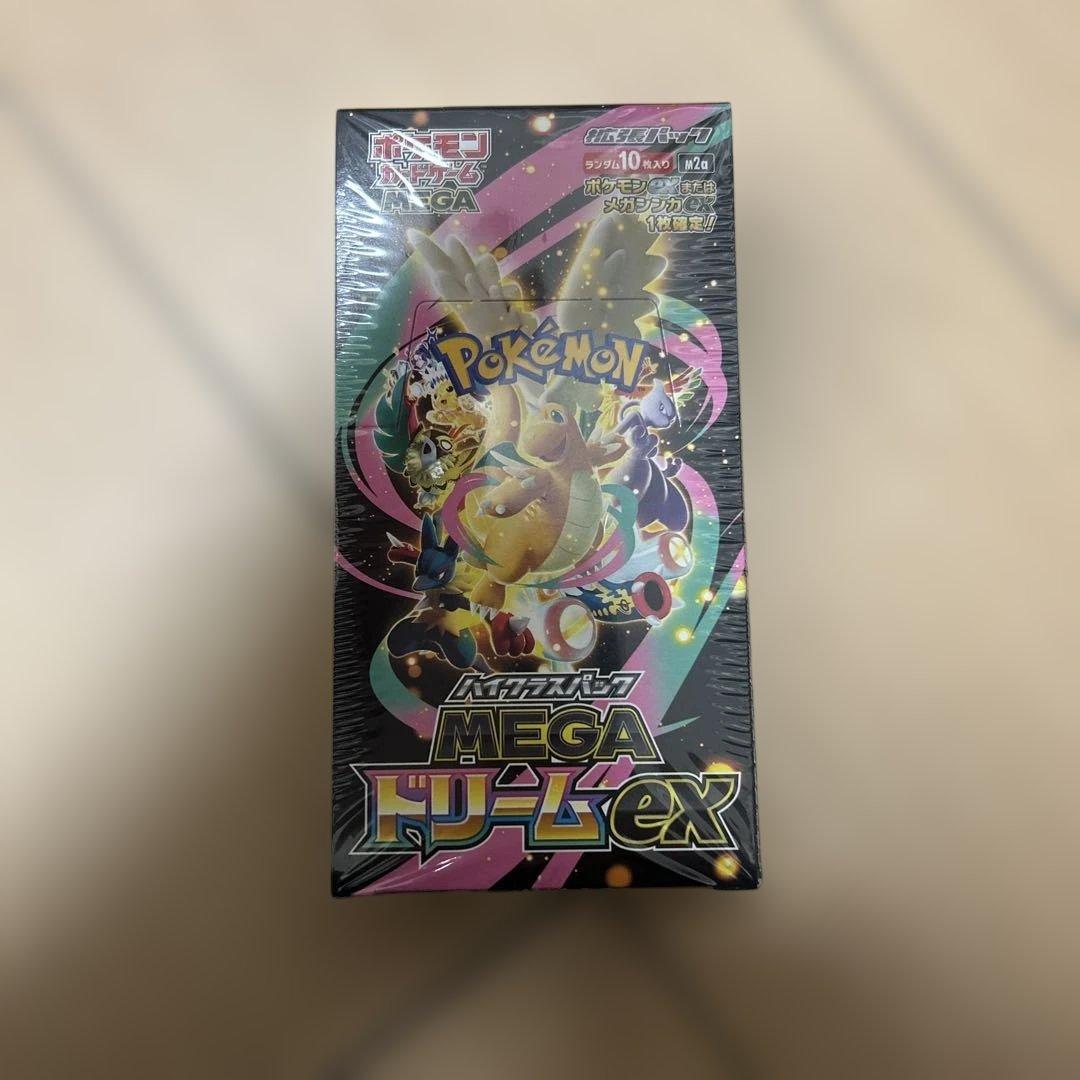 ポケモン
カードゲーム
MEGA
拡張パック
ランダム10枚入り M2a
ポケモンexまたは
メガシンカex
1枚確定!
POKéMON
TM
ハイクラスパック
MEGA
ドリームex